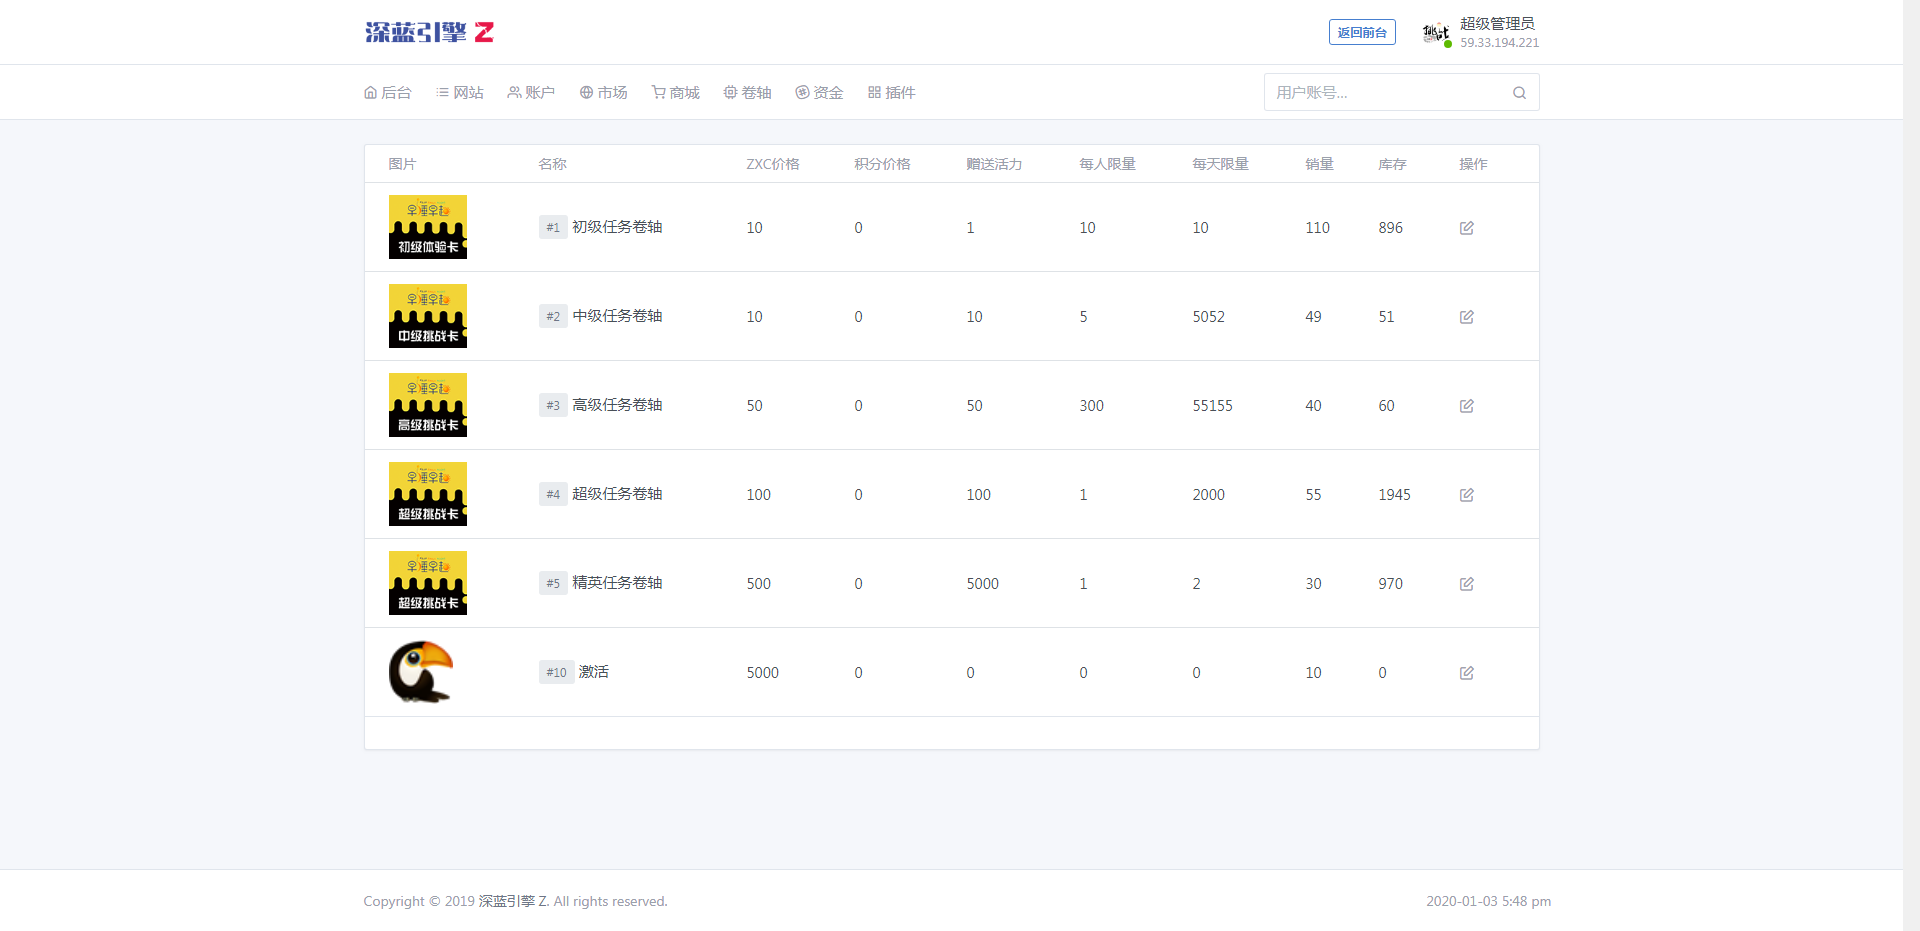 深蓝引擎 Z
返回前台
超级管理员
59.33.194.221
后台 网站 账户 市场 商城 卷轴 资金 插件
用户账号...
图片 名称 ZXC价格 积分价格 赠送活力 每人限量 每天限量 销量 库存 操作
早睡早起
初级体验卡
#1 初级任务卷轴 10 0 1 10 10 110 896
早睡早起
中级挑战卡
#2 中级任务卷轴 10 0 10 5 5052 49 51
早睡早起
高级挑战卡
#3 高级任务卷轴 50 0 50 300 55155 40 60
早睡早起
超级挑战卡
#4 超级任务卷轴 100 0 100 1 2000 55 1945
早睡早起
超级挑战卡
#5 精英任务卷轴 500 0 5000 1 2 30 970
#10 激活 5000 0 0 0 0 10 0
Copyright © 2019 深蓝引擎 Z. All rights reserved.
2020-01-03 5:48 pm